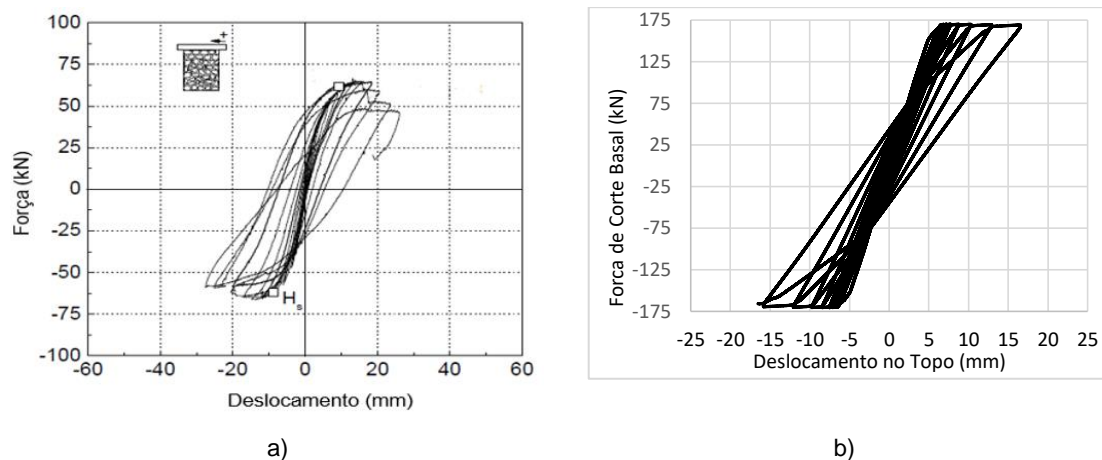 100
75
50
25
0
-25
-50
-75
-100
Força (kN)
+
H s
-60 -40 -20 0 20 40 60
Deslocamento (mm)
a)
175
125
75
25
-25
-75
-125
-175
Forca de Corte Basal (kN)
-25 -20 -15 -10 -5 0 5 10 15 20 25
Deslocamento no Topo (mm)
b)